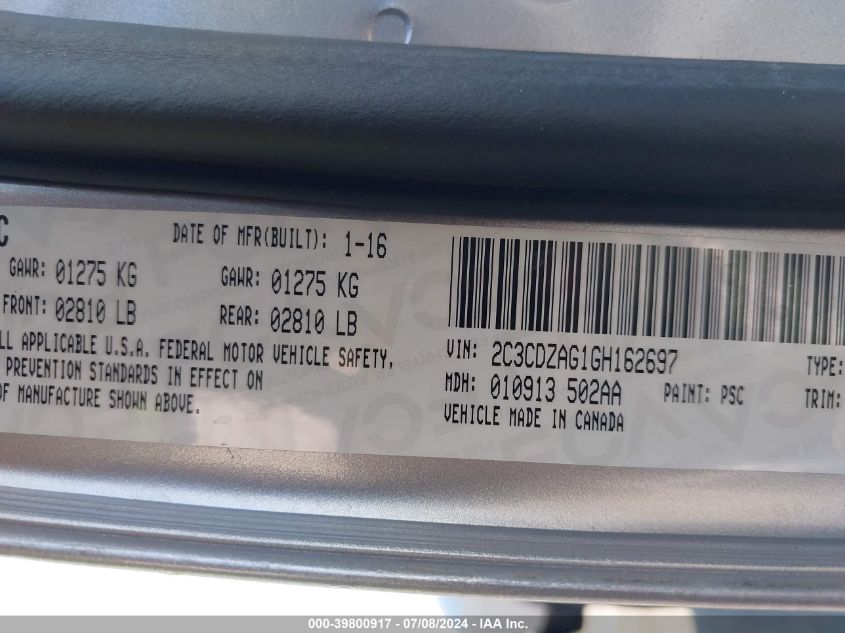 C DATE OF MFR(BUILT): 1-16
GAWR: 01275 KG GAWR: 01275 KG
FRONT: 02810 LB REAR: 02810 LB
LL APPLICABLE U.S.A. FEDERAL MOTOR VEHICLE SAFETY,
PREVENTION STANDARDS IN EFFECT ON
OF MANUFACTURE SHOWN ABOVE.
VIN: 2C3CDZAG1GH162697 TYPE:
MDH: 010913 502AA PAINT: PSC TRIM:
VEHICLE MADE IN CANADA
000-39800917 / 07/08/2024 - IAA Inc.